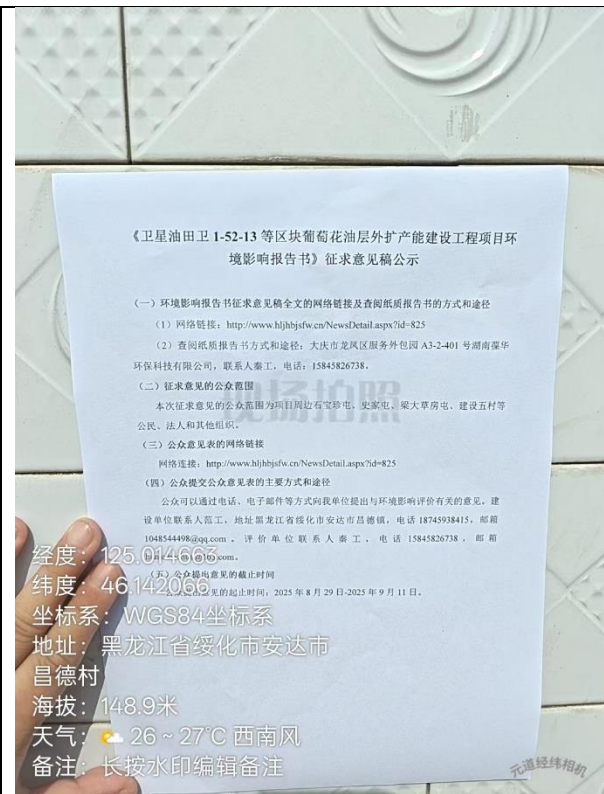 《卫星油田卫 1-52-13 等区块葡萄花油层外扩产能建设工程项目环
境影响报告书》征求意见稿公示
(一)环境影响报告书征求意见稿全文的网络链接及查阅纸质报告书的方式和途径
(1)网络链接:http://www.hljhbjsfw.cn/NewsDetail.aspx?id=825
(2)查阅纸质报告书方式和途径:大庆市龙凤区服务外包园 A3-2-401 号湖南葆华
环保科技有限公司,联系人秦工,电话:15845826738。
(二)征求意见的公众范围
本次征求意见的公众范围为项目周边石宝珍屯、史家屯、梁大草房屯、建设五村等
公民、法人和其他组织。
现场拍照
(三)公众意见表的网络链接
网络连接:http://www.hljhbjsfw.cn/NewsDetail.aspx?id=825
(四)公众提交公众意见表的主要方式和途径
公众可以通过电话、电子邮件等方式向我单位提出与环境影响评价有关的意见。建
设单位联系人范工,地址黑龙江省绥化市安达市昌德镇,电话 18745938415,邮箱
1048544498@qq.com。评价单位联系人秦工,电话 15845826738,邮箱
(五)公众提出意见的截止时间
见的起止时间:2025 年 8 月 29 日-2025 年 9 月 11 日。
经度:125.014663
纬度:46.142066
坐标系:WGS84坐标系
地址:黑龙江省绥化市安达市
昌德村
海拔:148.9米
天气: 26 ~ 27℃ 西南风
备注:长按水印编辑备注
元道经纬相机